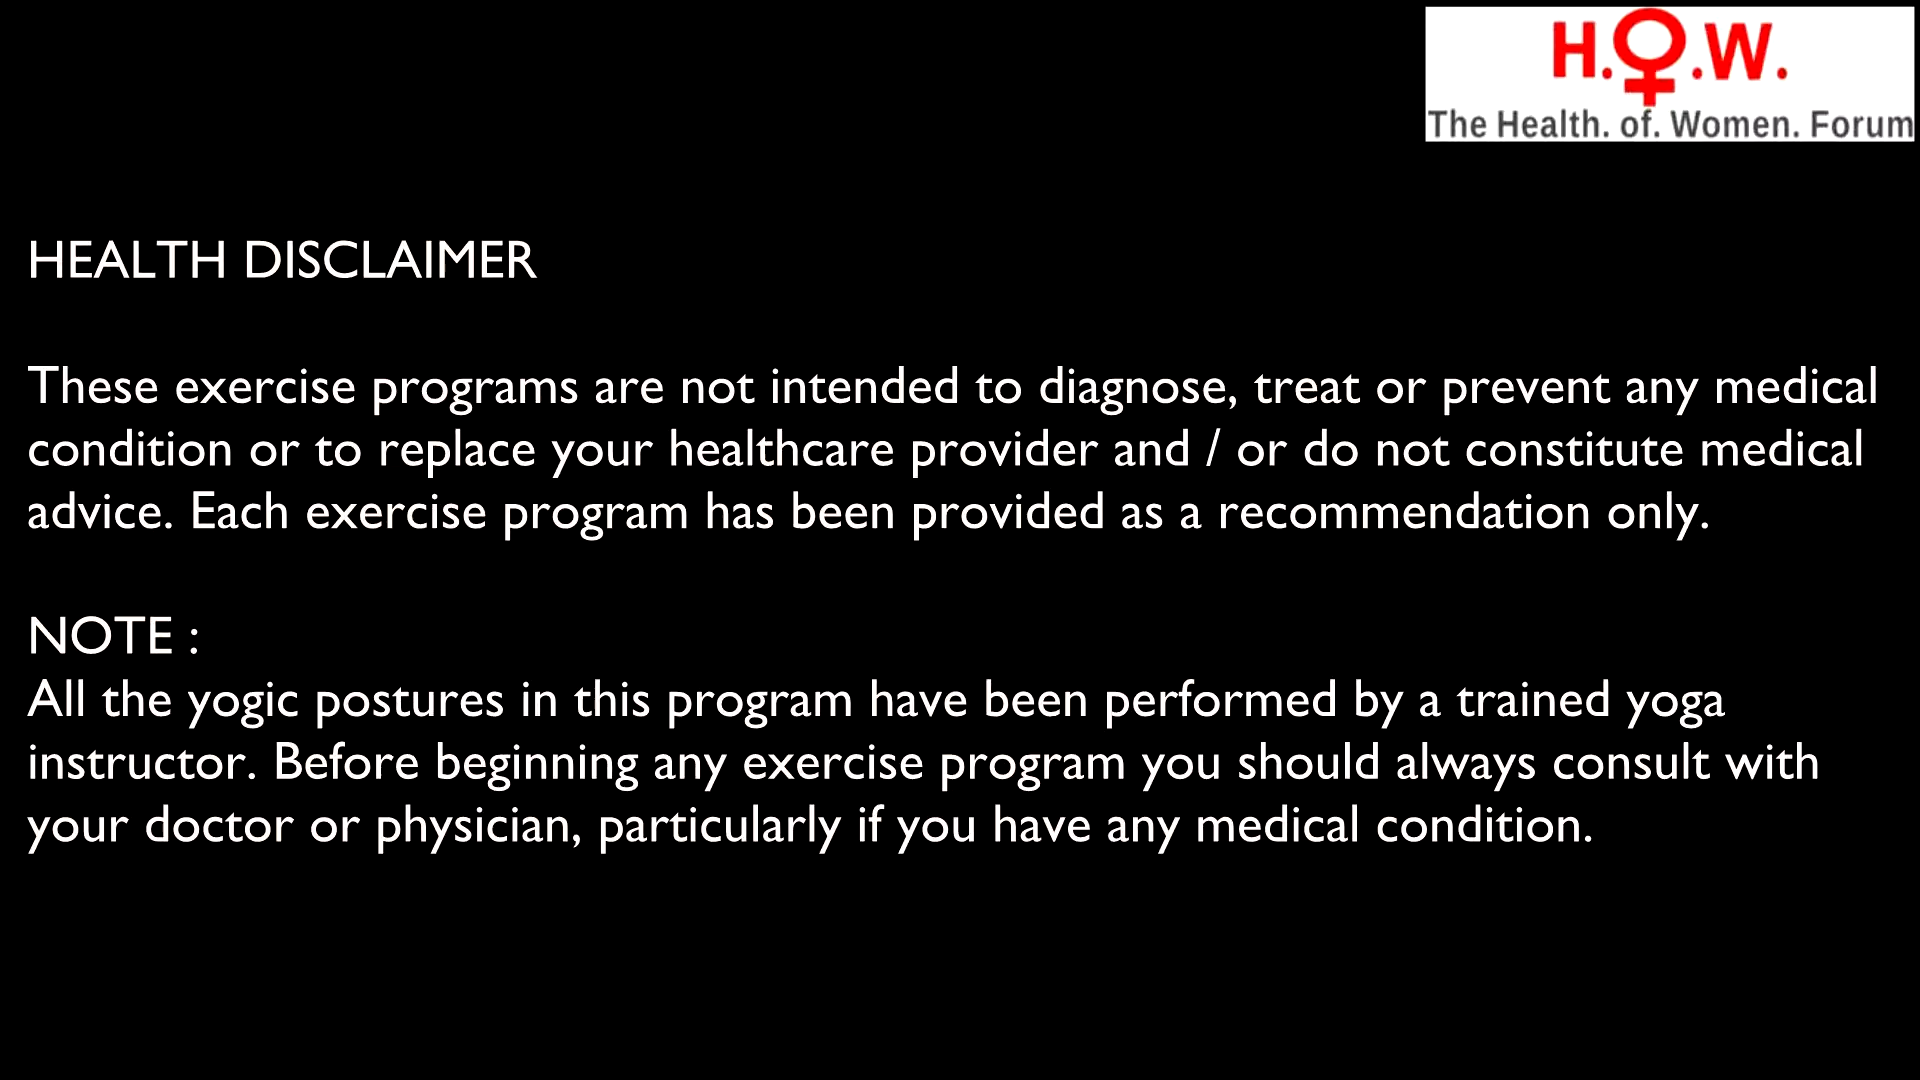 H.O.W.
The Health. of. Women. Forum
HEALTH DISCLAIMER
These exercise programs are not intended to diagnose, treat or prevent any medical
condition or to replace your healthcare provider and / or do not constitute medical
advice. Each exercise program has been provided as a recommendation only.
NOTE :
All the yogic postures in this program have been performed by a trained yoga
instructor. Before beginning any exercise program you should always consult with
your doctor or physician, particularly if you have any medical condition.